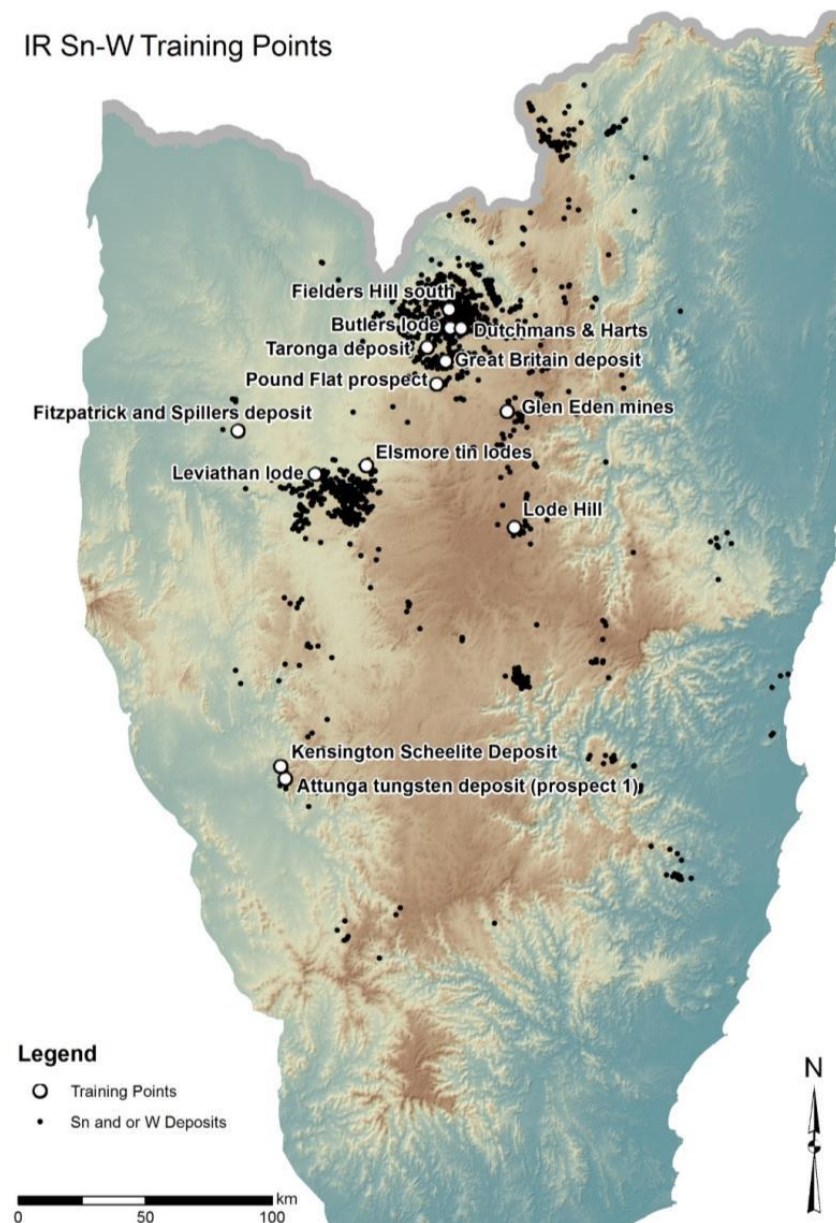 IR Sn-W Training Points
Fielders Hill south
Butlers lode
Dutchmans & Harts
Taronga deposit
Great Britain deposit
Pound Flat prospect
Glen Eden mines
Fitzpatrick and Spillers deposit
Elsmore tin lodes
Leviathan lode
Lode Hill
Kensington Scheelite Deposit
Attunga tungsten deposit (prospect 1)
Legend
Training Points
Sn and or W Deposits
N
km
0 50 100